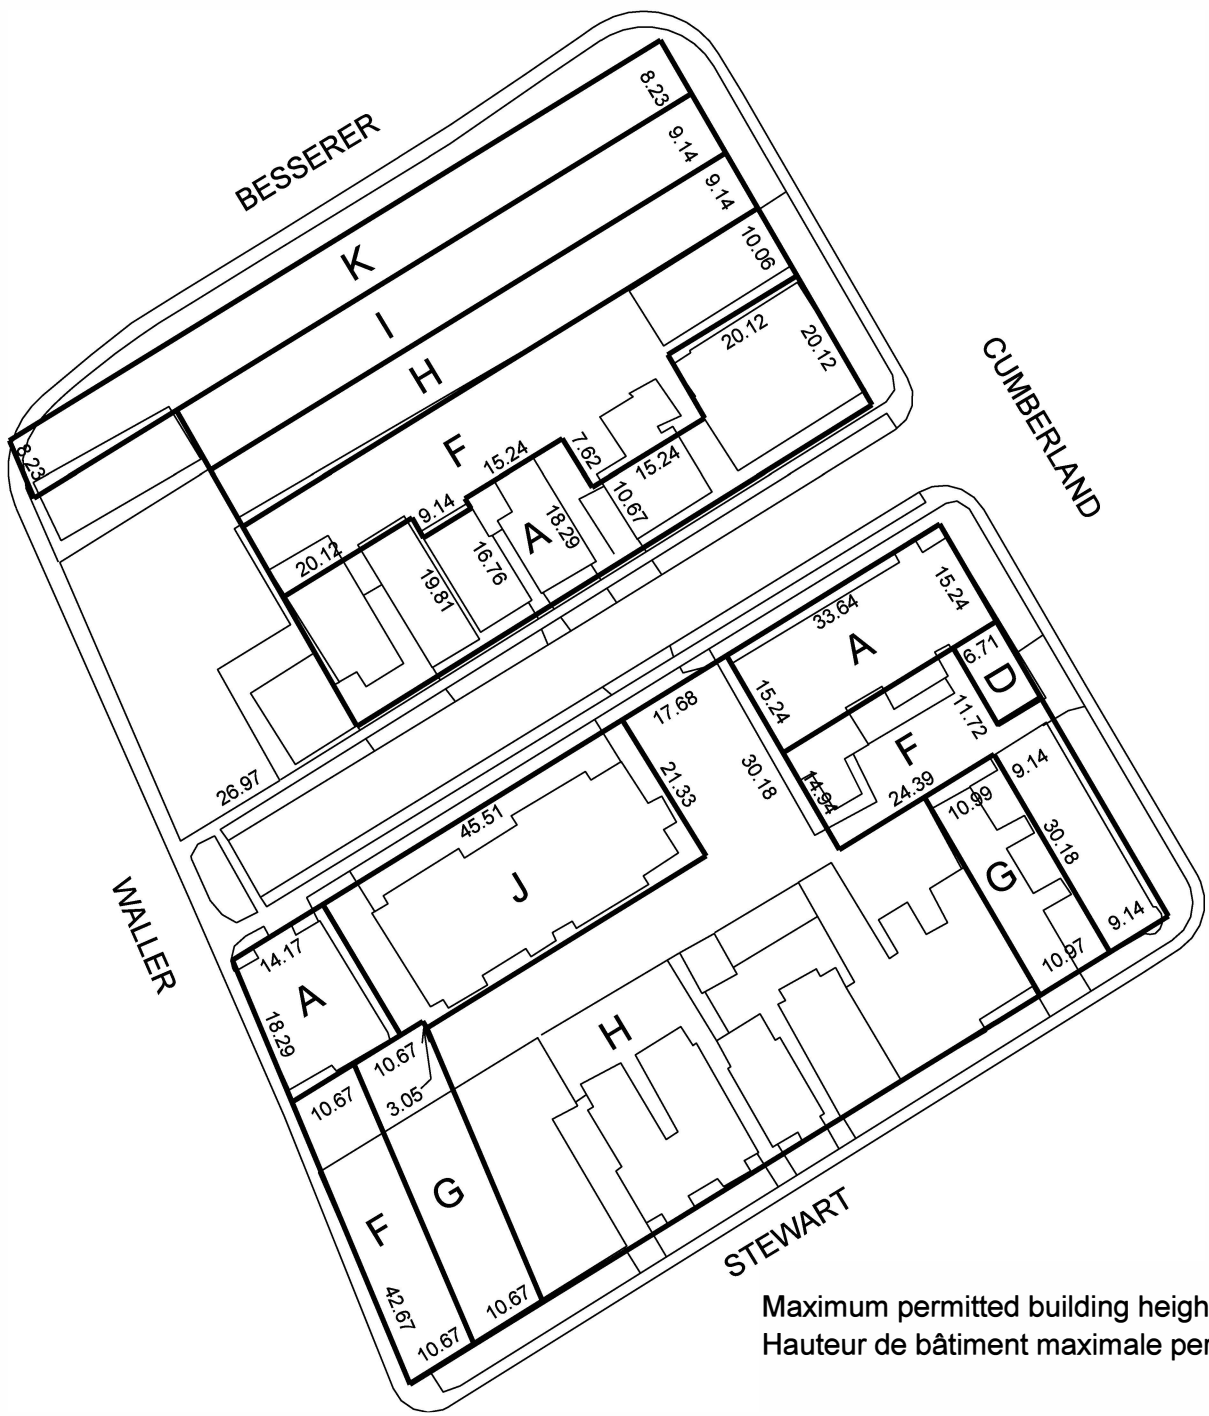 BESSERER
8.23
9.14
9.14
10.06
K
I
H
F
20.12
20.12
CUMBERLAND
8.23
15.24
7.62
15.24
10.67
9.14
A
18.29
16.76
20.12
19.81
26.97
33.64
15.24
A
6.71
D
15.24
17.68
11.72
F
30.18
14.94
24.39
9.14
21.33
10.99
30.18
45.51
J
G
WALLER
9.14
10.97
14.17
A
18.29
H
10.67
10.67
3.05
G
F
STEWART
42.67
10.67
10.67
Maximum permitted building heigh
Hauteur de bâtiment maximale per